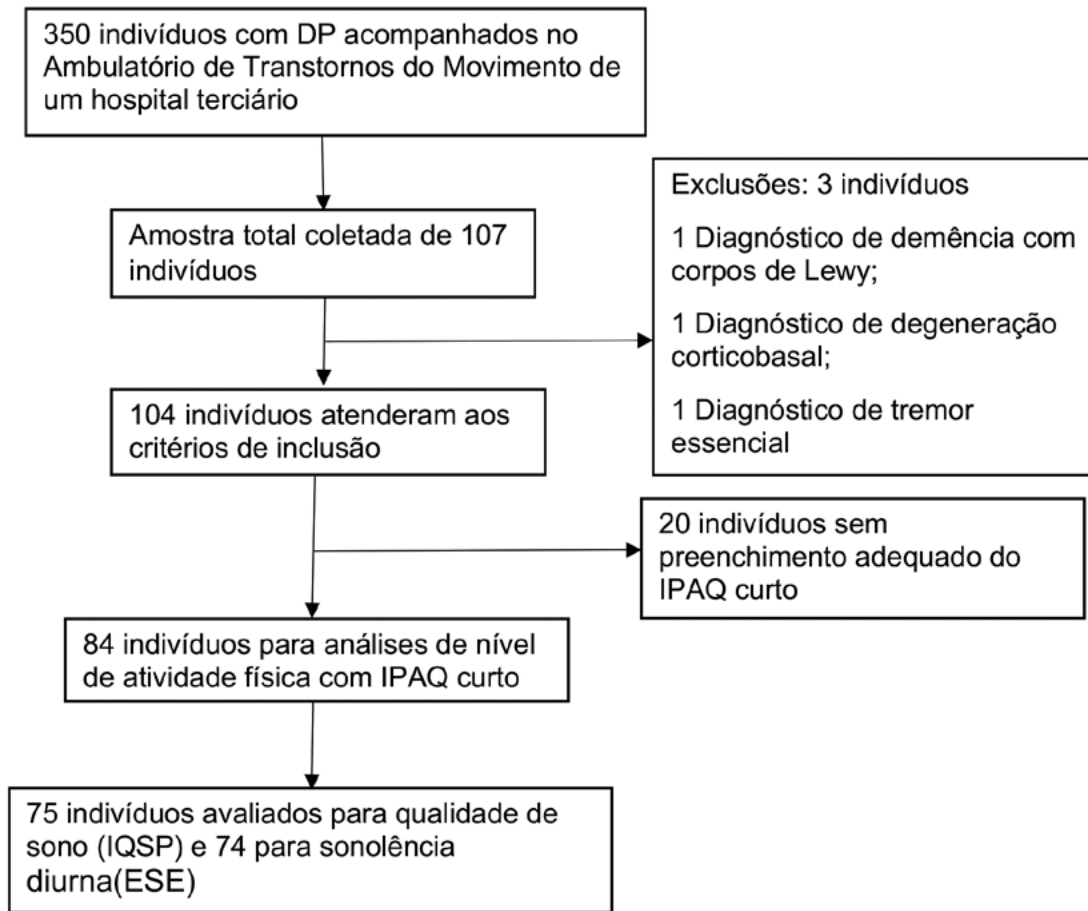 350 indivíduos com DP acompanhados no
Ambulatório de Transtornos do Movimento de
um hospital terciário
Amostra total coletada de 107
indivíduos
Exclusões: 3 indivíduos
1 Diagnóstico de demência com
corpos de Lewy;
1 Diagnóstico de degeneração
corticobasal;
1 Diagnóstico de tremor
essencial
104 indivíduos atenderam aos
critérios de inclusão
20 indivíduos sem
preenchimento adequado do
IPAQ curto
84 indivíduos para análises de nível
de atividade física com IPAQ curto
75 indivíduos avaliados para qualidade de
sono (IQSP) e 74 para sonolência
diurna(ESE)